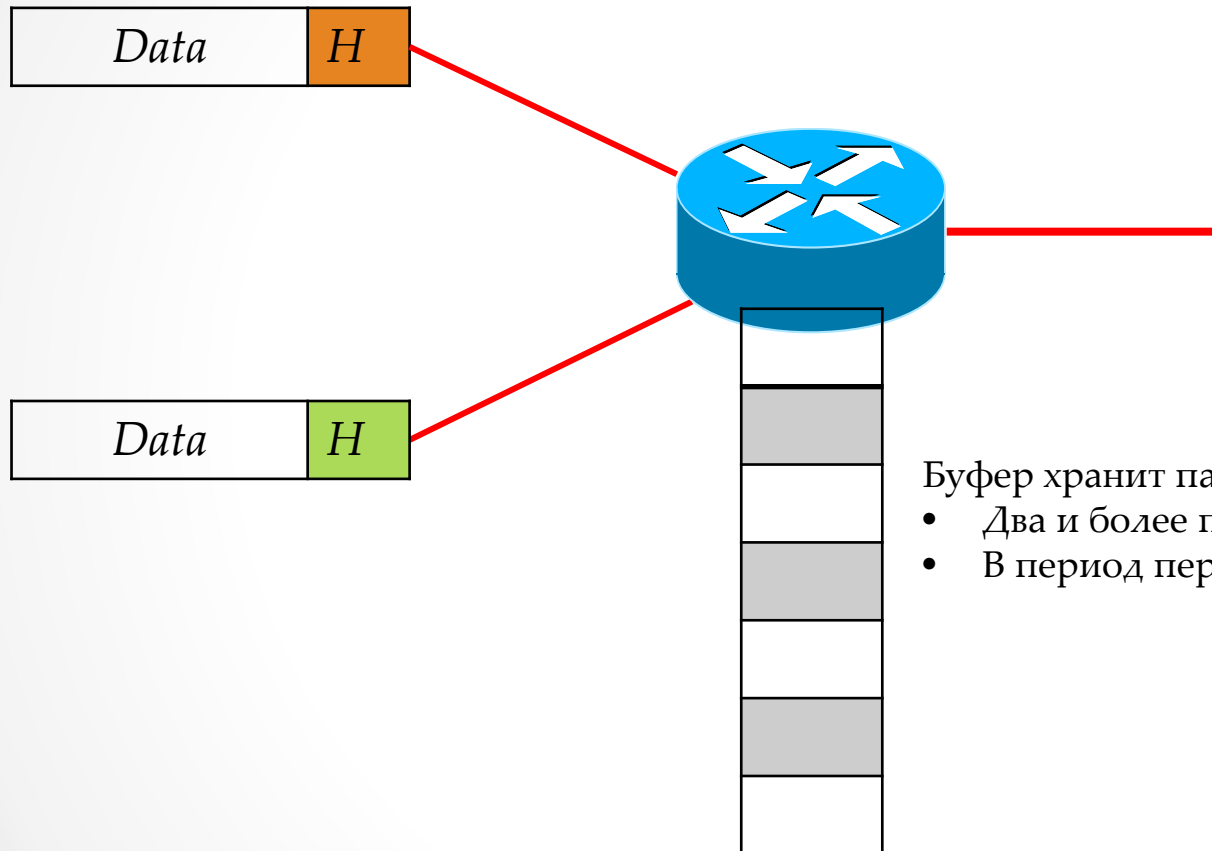 Data H
Data H
Буфер хранит па
• Два и более п
• В период пер